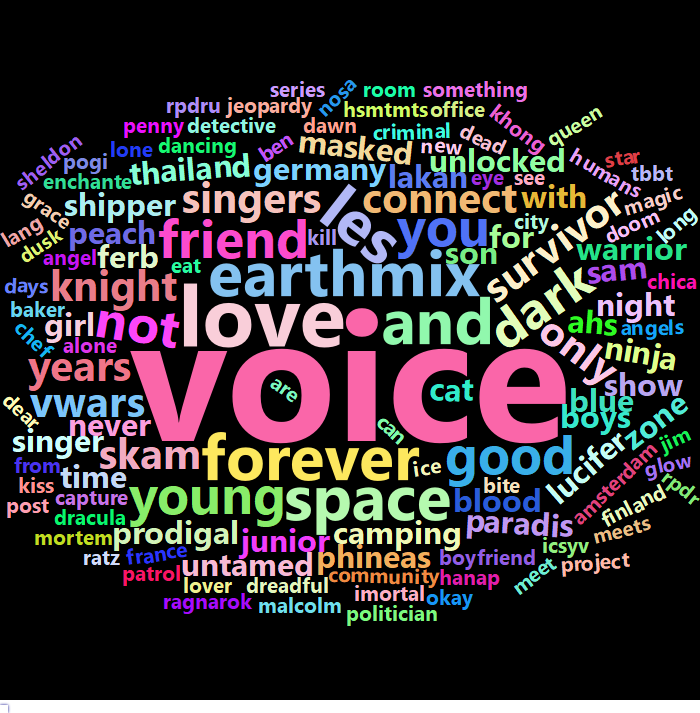 series
nosa
room
something
rpdru
jeopardy
hsmtmts
office
khong
queen
penny
detective
dawn
criminal
dead
sheldon
pogi
lone
dancing
ben
masked
new
unlocked
humans
star
enchante
thailand
germany
lakan
eye
see
tbbt
grace
shipper
singers
les
connect
with
city
magic
lang
dusk
peach
friend
kill
you
for
survivor
doom
long
angel
ferb
eat
earthmix
son
dark
warrior
days
knight
sam
chica
baker
girl
not
love
and
only
night
ahs
angels
chef
alone
voice
ninja
years
are
cat
show
dear
vwars
never
can
blue
boys
zone
singer
skam
forever
ice
good
lucifer
jim
from
time
kiss
capture
young
space
bite
blood
amsterdam
glow
rpdr
post
dracula
paradis
finland
mortem
prodigal
junior
camping
icsyv
meets
ratz
france
untamed
phineas
boyfriend
meet
project
patrol
lover
dreadful
community
hanap
ragnarok
malcolm
imortal
okay
politician